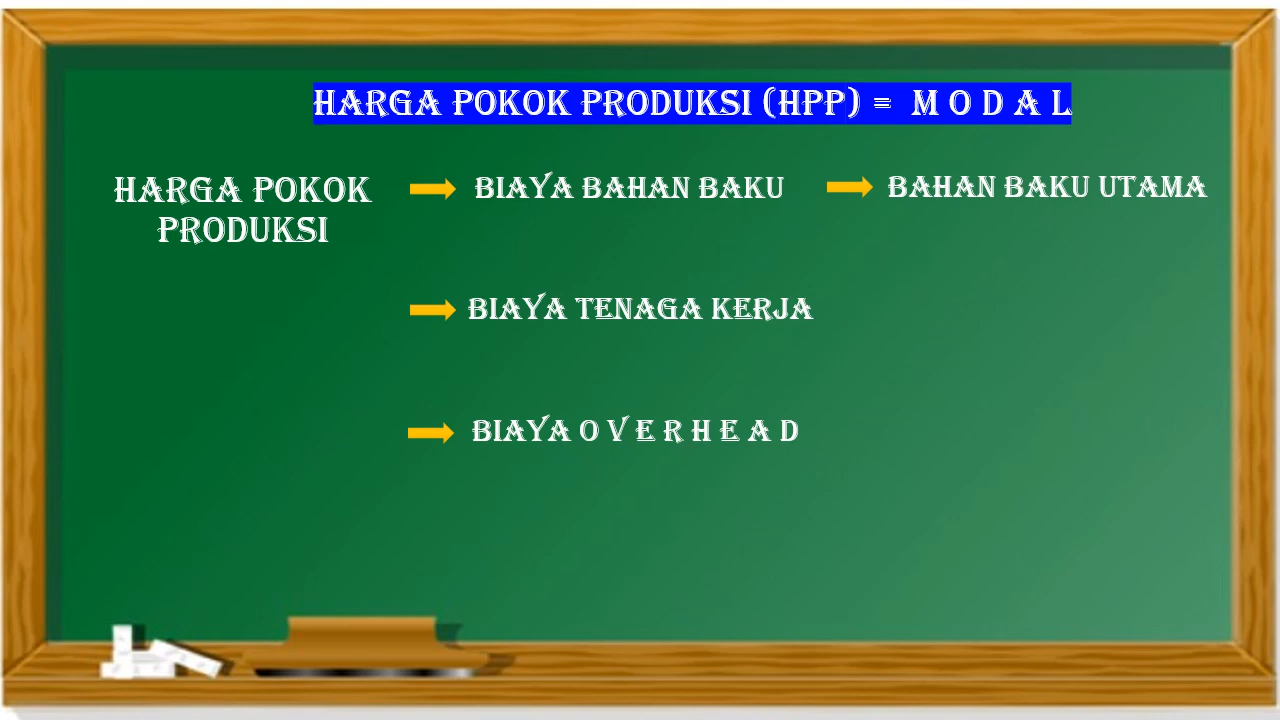 HARGA POKOK PRODUKSI (HPP) = M O D A L
HARGA POKOK
PRODUKSI
BIAYA BAHAN BAKU
BAHAN BAKU UTAMA
BIAYA TENAGA KERJA
BIAYA O V E R H E A D